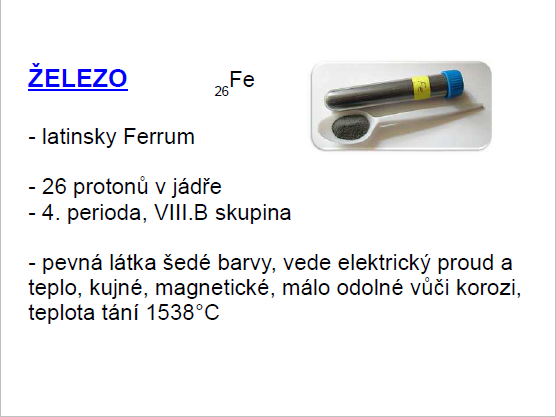 ŽELEZO
₂₆Fe
Fe
- latinsky Ferrum
- 26 protonů v jádře
- 4. perioda, VIII.B skupina
- pevná látka šedé barvy, vede elektrický proud a
teplo, kujné, magnetické, málo odolné vůči korozi,
teplota tání 1538°C